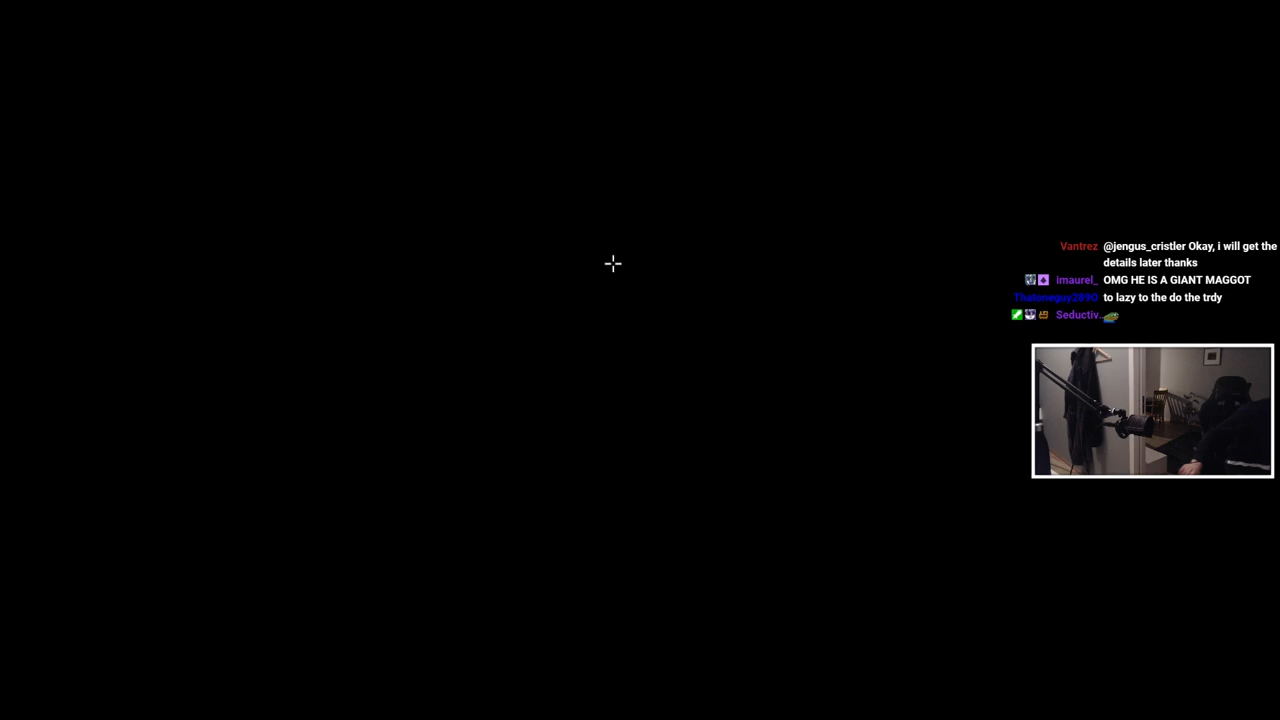 Vantrez @jengus_cristler Okay, i will get the
details later thanks
imaurel_ OMG HE IS A GIANT MAGGOT
Thaloneguy2890 to lazy to the do the trdy
Seductiv...